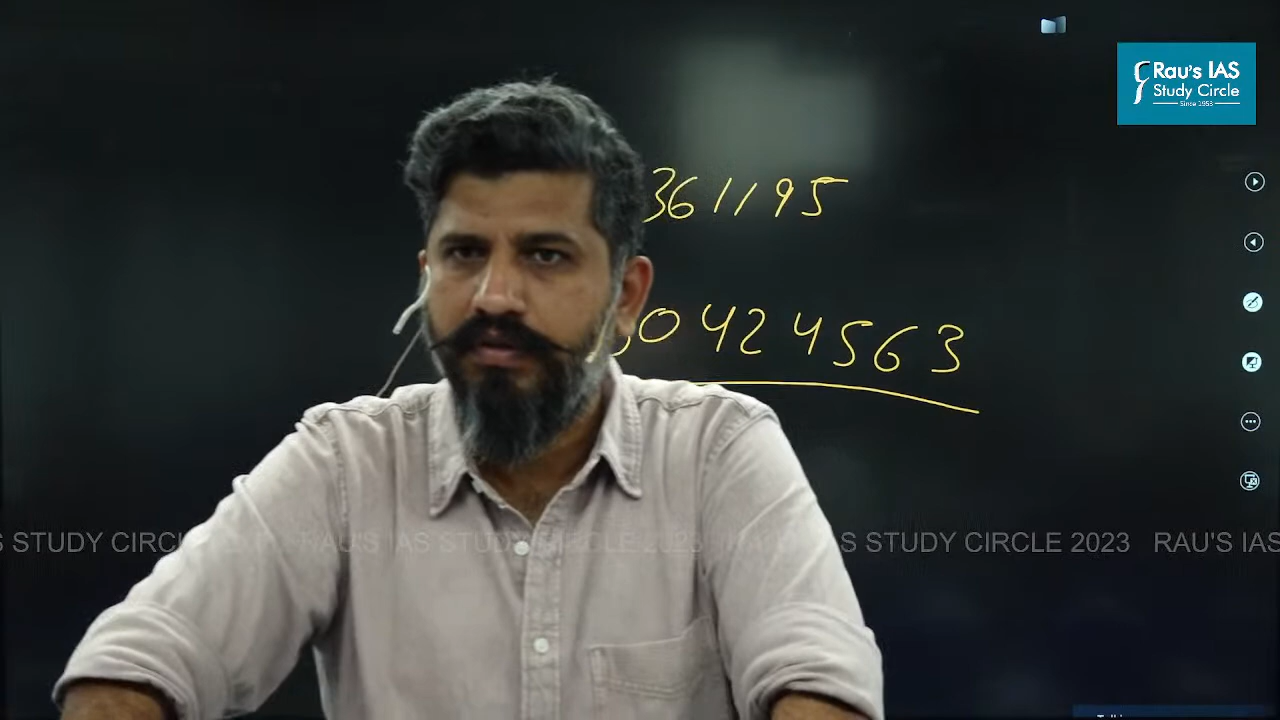 Rau's IAS
Study Circle
Since 1953
361195
0424563
S STUDY CIRCLE RAU'S IAS STUDY CIRCLE 2023 RAU'S IAS STUDY CIRCLE 2023 RAU'S IAS